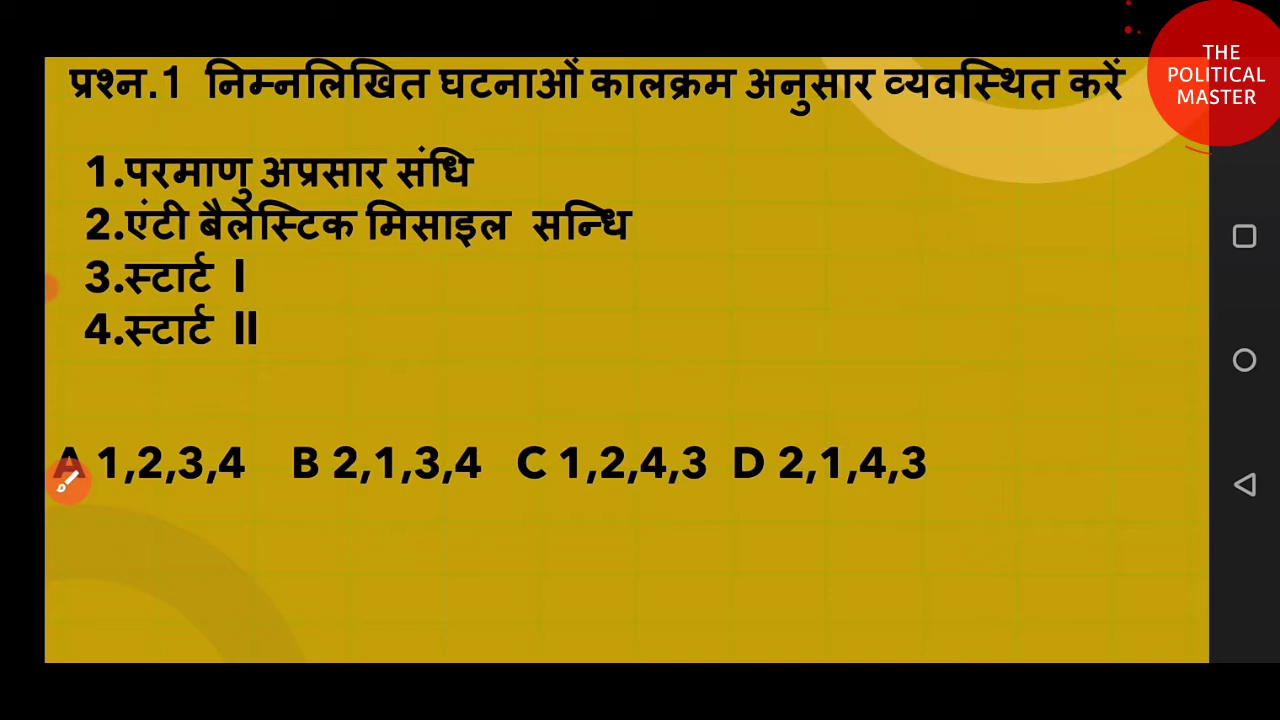 THE
POLITICAL
MASTER
प्रश्न.1 निम्नलिखित घटनाओं कालक्रम अनुसार व्यवस्थित करें
1.परमाणु अप्रसार संधि
2.एंटी बैलेस्टिक मिसाइल सन्धि
3.स्टार्ट I
4.स्टार्ट II
A 1,2,3,4 B 2,1,3,4 C 1,2,4,3 D 2,1,4,3